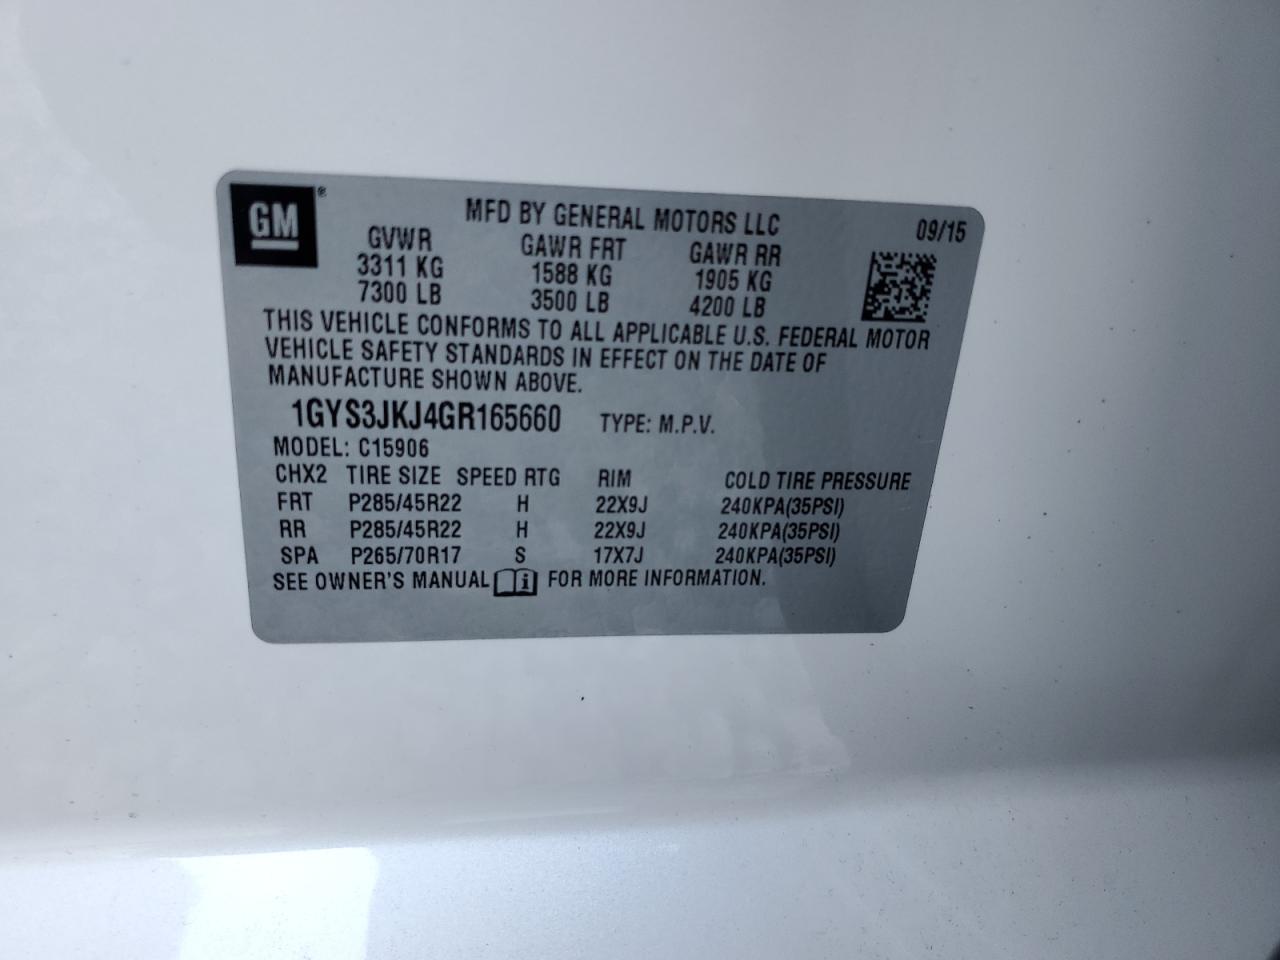 GM®
MFD BY GENERAL MOTORS LLC 09/15
GVWR GAWR FRT GAWR RR
3311 KG 1588 KG 1905 KG
7300 LB 3500 LB 4200 LB
THIS VEHICLE CONFORMS TO ALL APPLICABLE U.S. FEDERAL MOTOR
VEHICLE SAFETY STANDARDS IN EFFECT ON THE DATE OF
MANUFACTURE SHOWN ABOVE.
1GYS3JKJ4GR165660 TYPE: M.P.V.
MODEL: C15906
CHX2 TIRE SIZE SPEED RTG RIM COLD TIRE PRESSURE
FRT P285/45R22 H 22X9J 240KPA(35PSI)
RR P285/45R22 H 22X9J 240KPA(35PSI)
SPA P265/70R17 S 17X7J 240KPA(35PSI)
SEE OWNER'S MANUAL i FOR MORE INFORMATION.